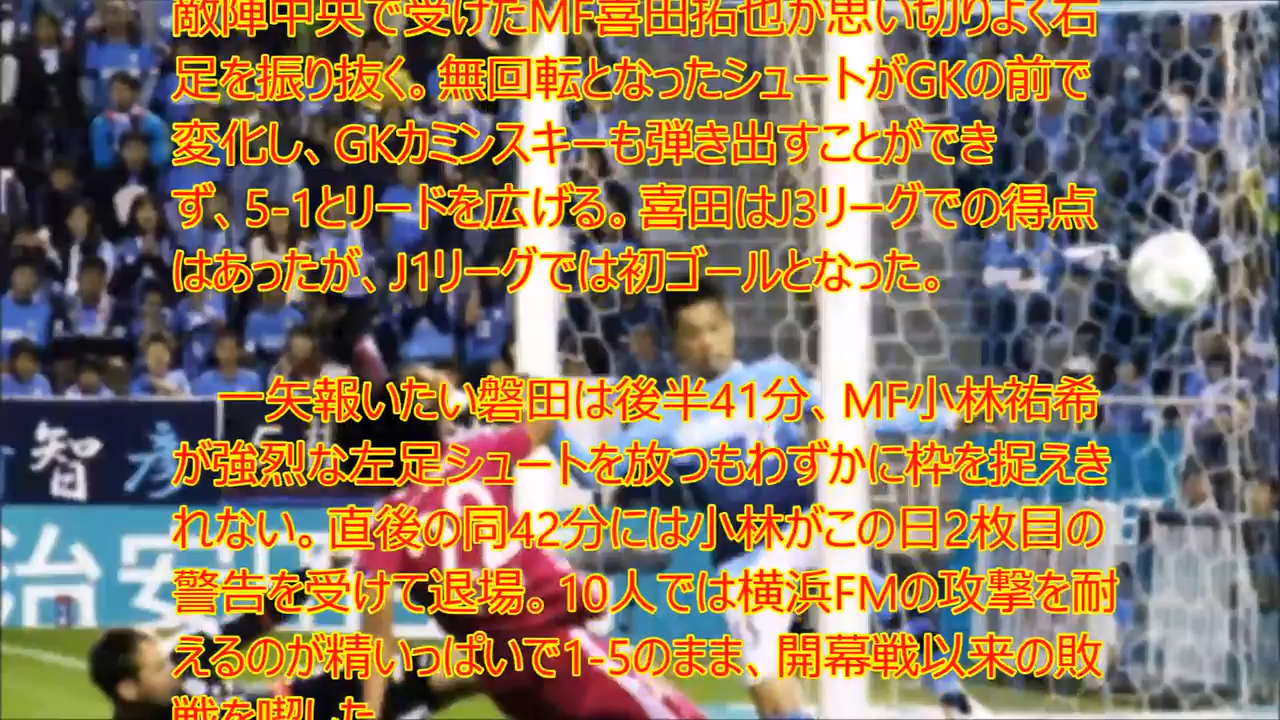 敵陣中央で受けたMF喜田拓也が思い切りよく右
足を振り抜く。無回転となったシュートがGKの前で
変化し、GKカミンスキーも弾き出すことができ
ず、5-1とリードを広げる。喜田はJ3リーグでの得点
はあったが、J1リーグでは初ゴールとなった。
一矢報いたい磐田は後半41分、MF小林祐希
が強烈な左足シュートを放つもわずかに枠を捉えき
れない。直後の同42分には小林がこの日2枚目の
警告を受けて退場。10人では横浜FMの攻撃を耐
えるのが精いっぱいで1-5のまま、開幕戦以来の敗
戦を喫した
智彦
治安